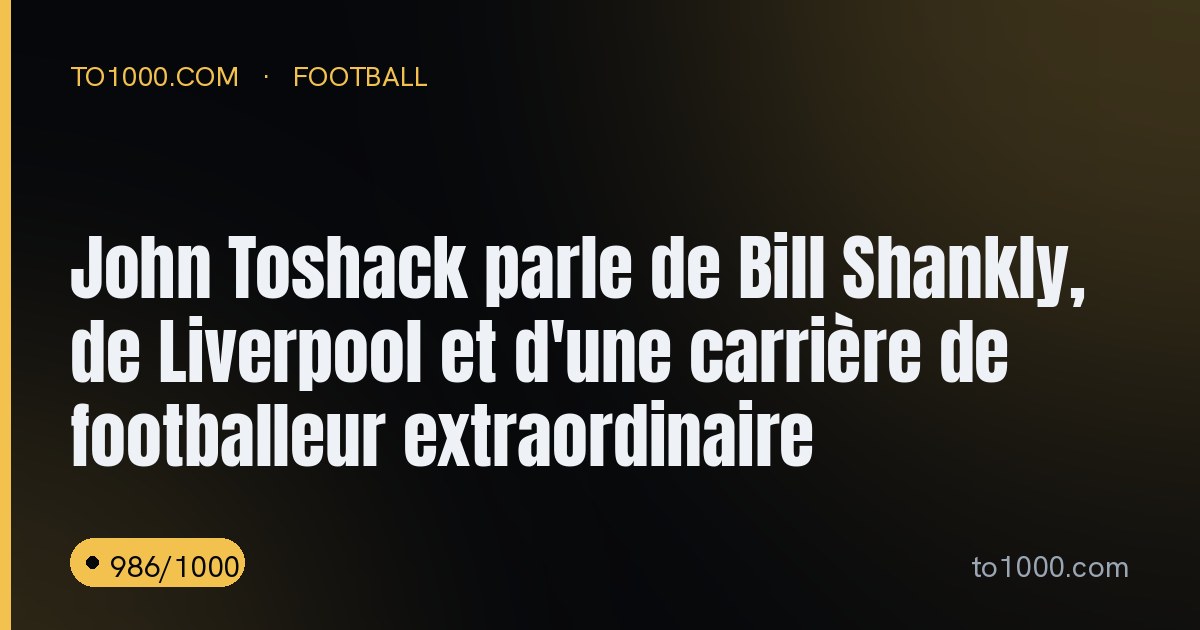 TO1000.COM · FOOTBALL
John Toshack parle de Bill Shankly,
de Liverpool et d'une carrière de
footballeur extraordinaire
986/1000
to1000.com